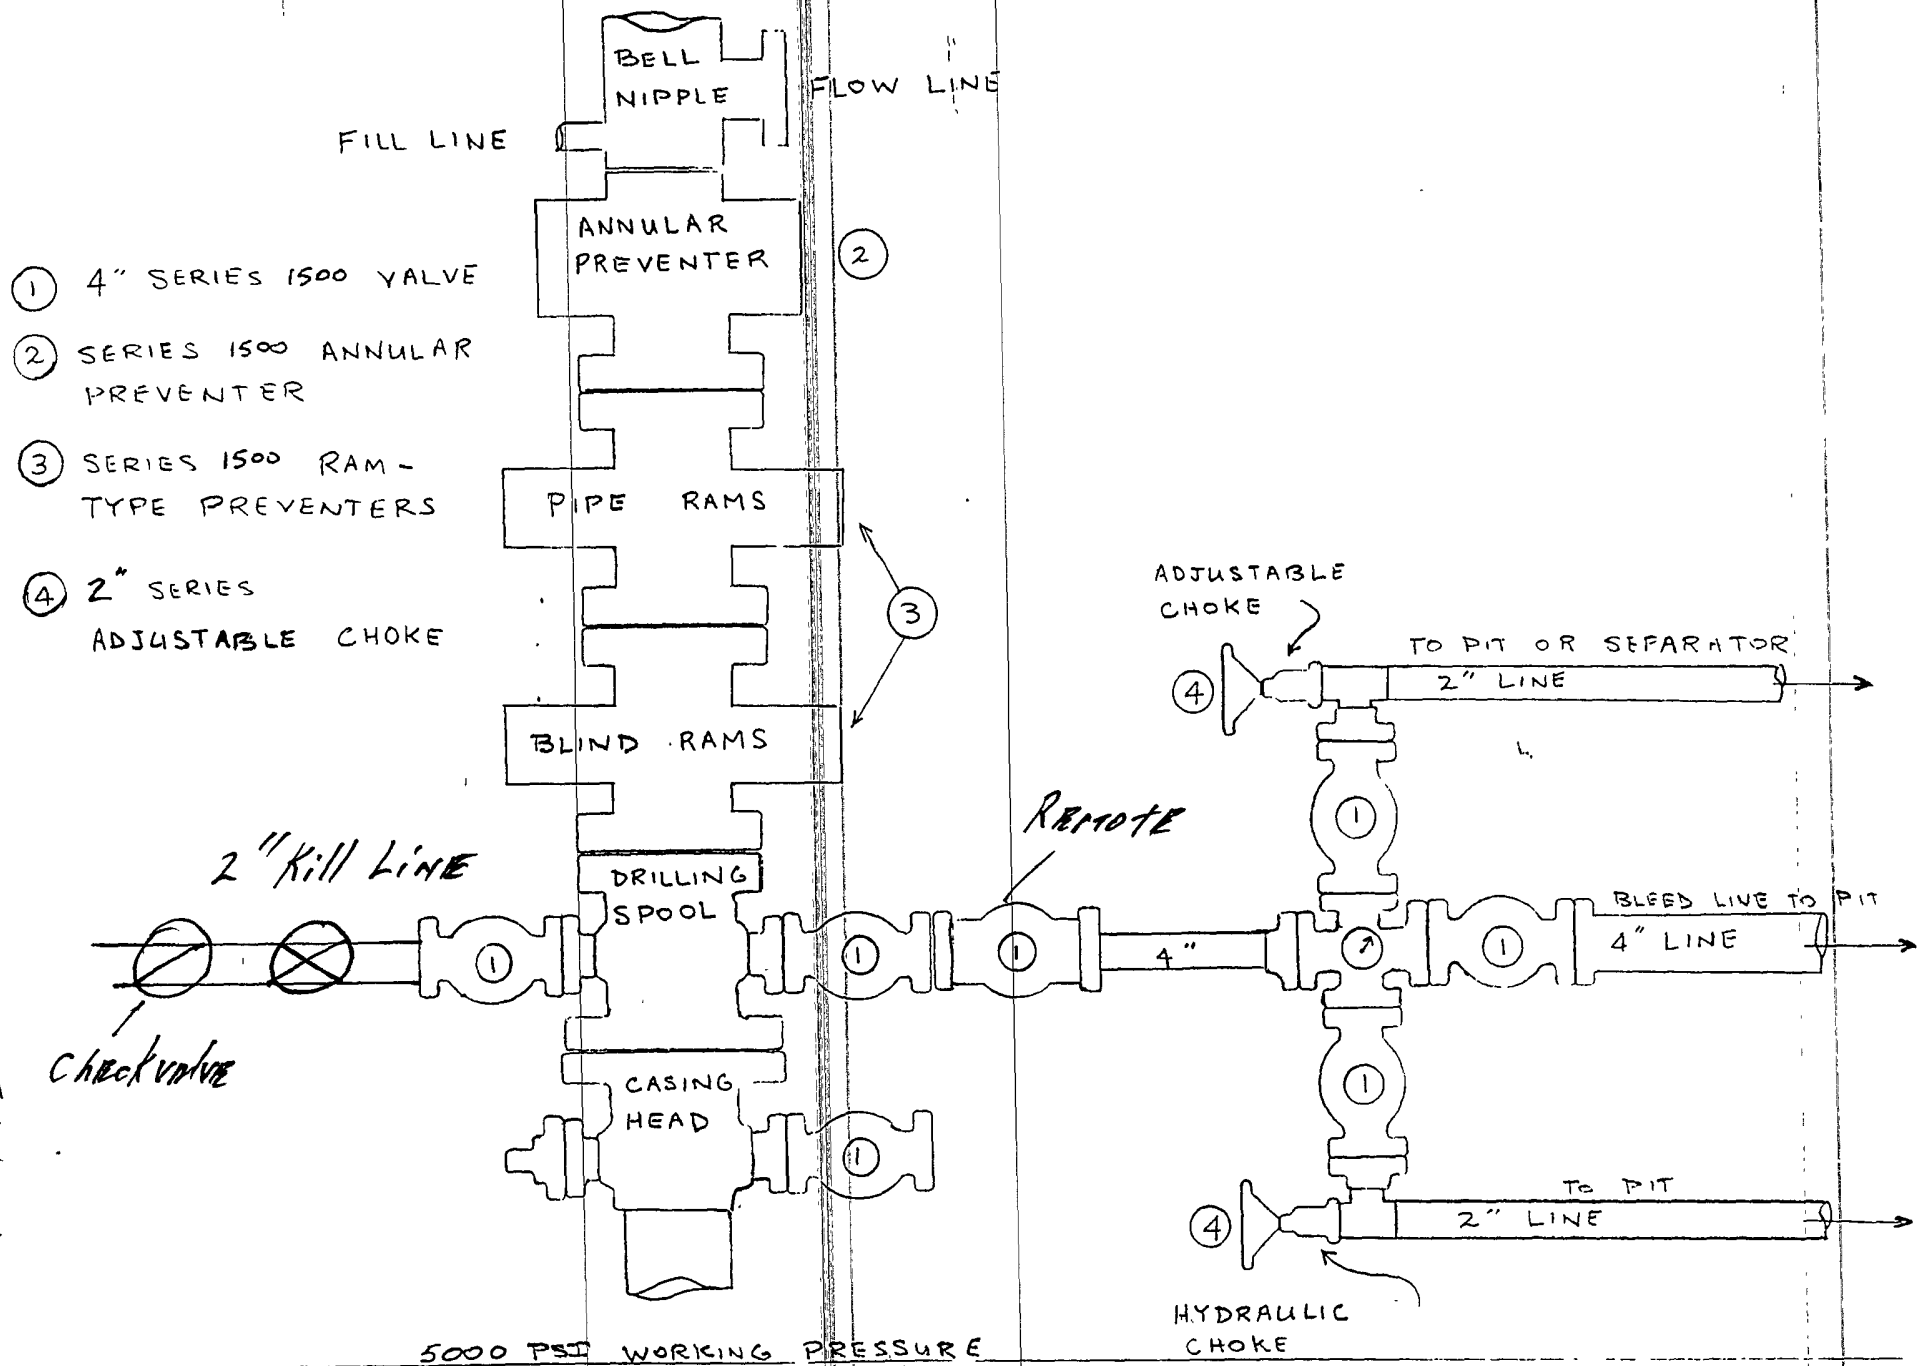 BELL
NIPPLE
FLOW LINE
FILL LINE
ANNULAR
PREVENTER
2
1 4" SERIES 1500 VALVE
2 SERIES 1500 ANNULAR
PREVENTER
3 SERIES 1500 RAM-
TYPE PREVENTERS
4 2" SERIES
ADJUSTABLE CHOKE
PIPE RAMS
3
BLIND RAMS
ADJUSTABLE
CHOKE
TO PIT OR SEPARATOR
4
2" LINE
1
REMOTE
2" Kill LINE
DRILLING
SPOOL
BLEED LINE TO PIT
1
1
1
4"
1
4" LINE
Checkvalve
CASING
HEAD
1
1
TO PIT
4
2" LINE
HYDRAULIC
CHOKE
5000 PSI WORKING PRESSURE